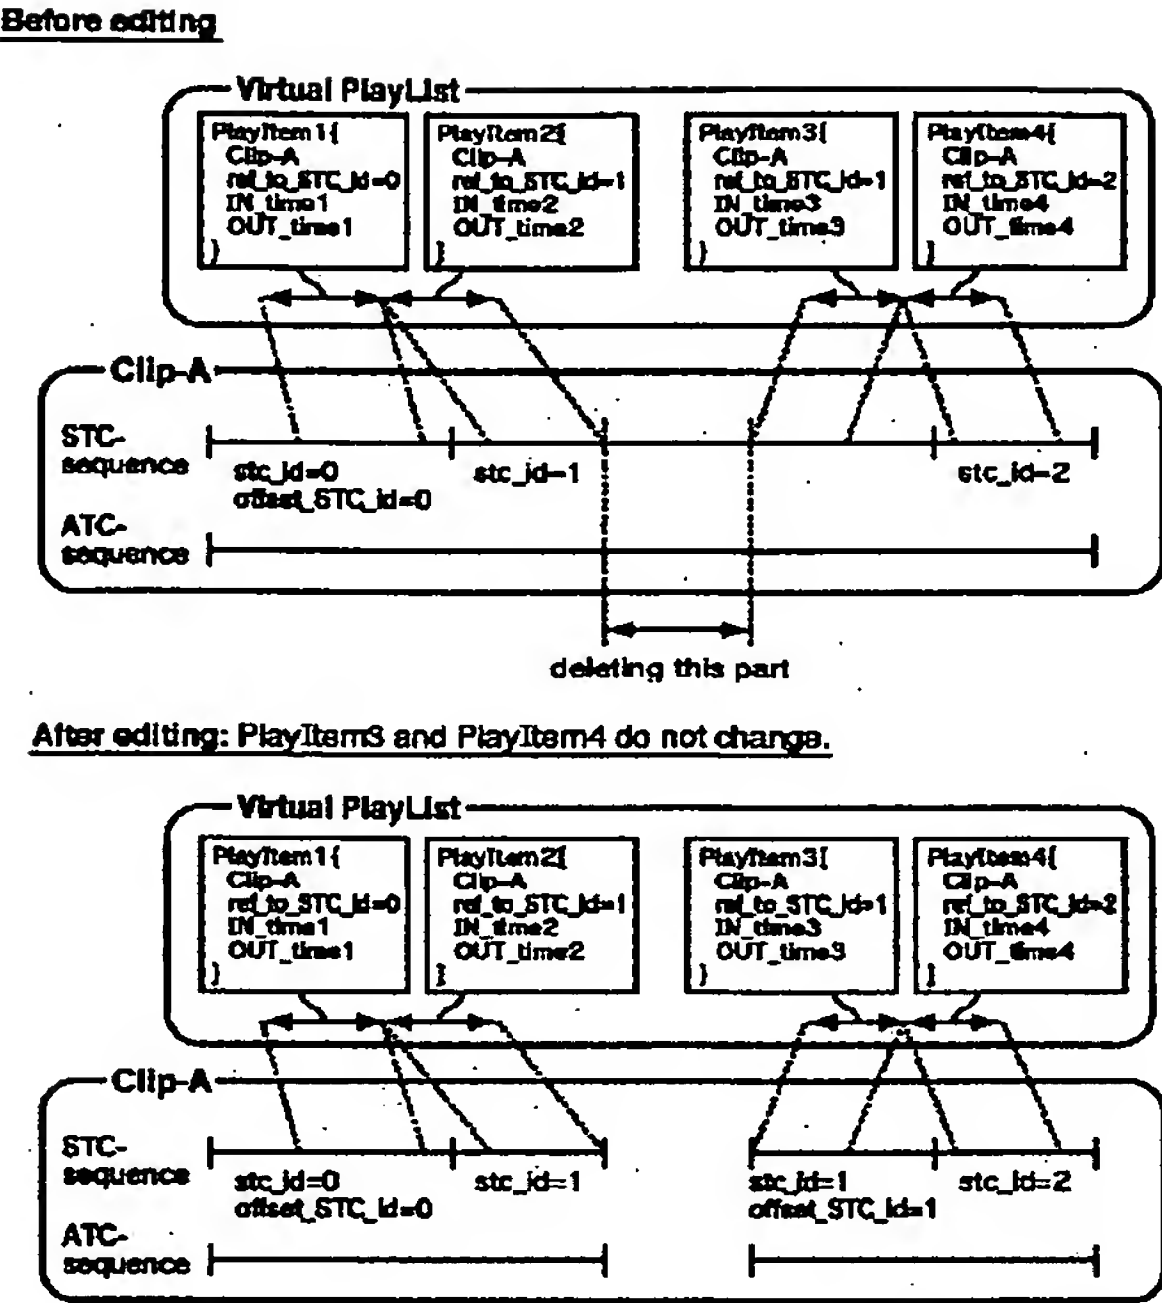 Before editing
Virtual PlayList
PlayItem1{
Clip-A
ref_to_STC_id=0
IN_time1
OUT_time1
}
PlayItem2{
Clip-A
ref_to_STC_id=1
IN_time2
OUT_time2
}
PlayItem3{
Clip-A
ref_to_STC_id=1
IN_time3
OUT_time3
}
PlayItem4{
Clip-A
ref_to_STC_id=2
IN_time4
OUT_time4
}
Clip-A
STC-
sequence
stc_id=0
offset_STC_id=0
stc_id=1
stc_id=2
ATC-
sequence
deleting this part
After editing: PlayItem3 and PlayItem4 do not change.
Virtual PlayList
PlayItem1{
Clip-A
ref_to_STC_id=0
IN_time1
OUT_time1
}
PlayItem2{
Clip-A
ref_to_STC_id=1
IN_time2
OUT_time2
}
PlayItem3{
Clip-A
ref_to_STC_id=1
IN_time3
OUT_time3
}
PlayItem4{
Clip-A
ref_to_STC_id=2
IN_time4
OUT_time4
}
Clip-A
STC-
sequence
stc_id=0
offset_STC_id=0
stc_id=1
stc_id=1
offset_STC_id=1
stc_id=2
ATC-
sequence